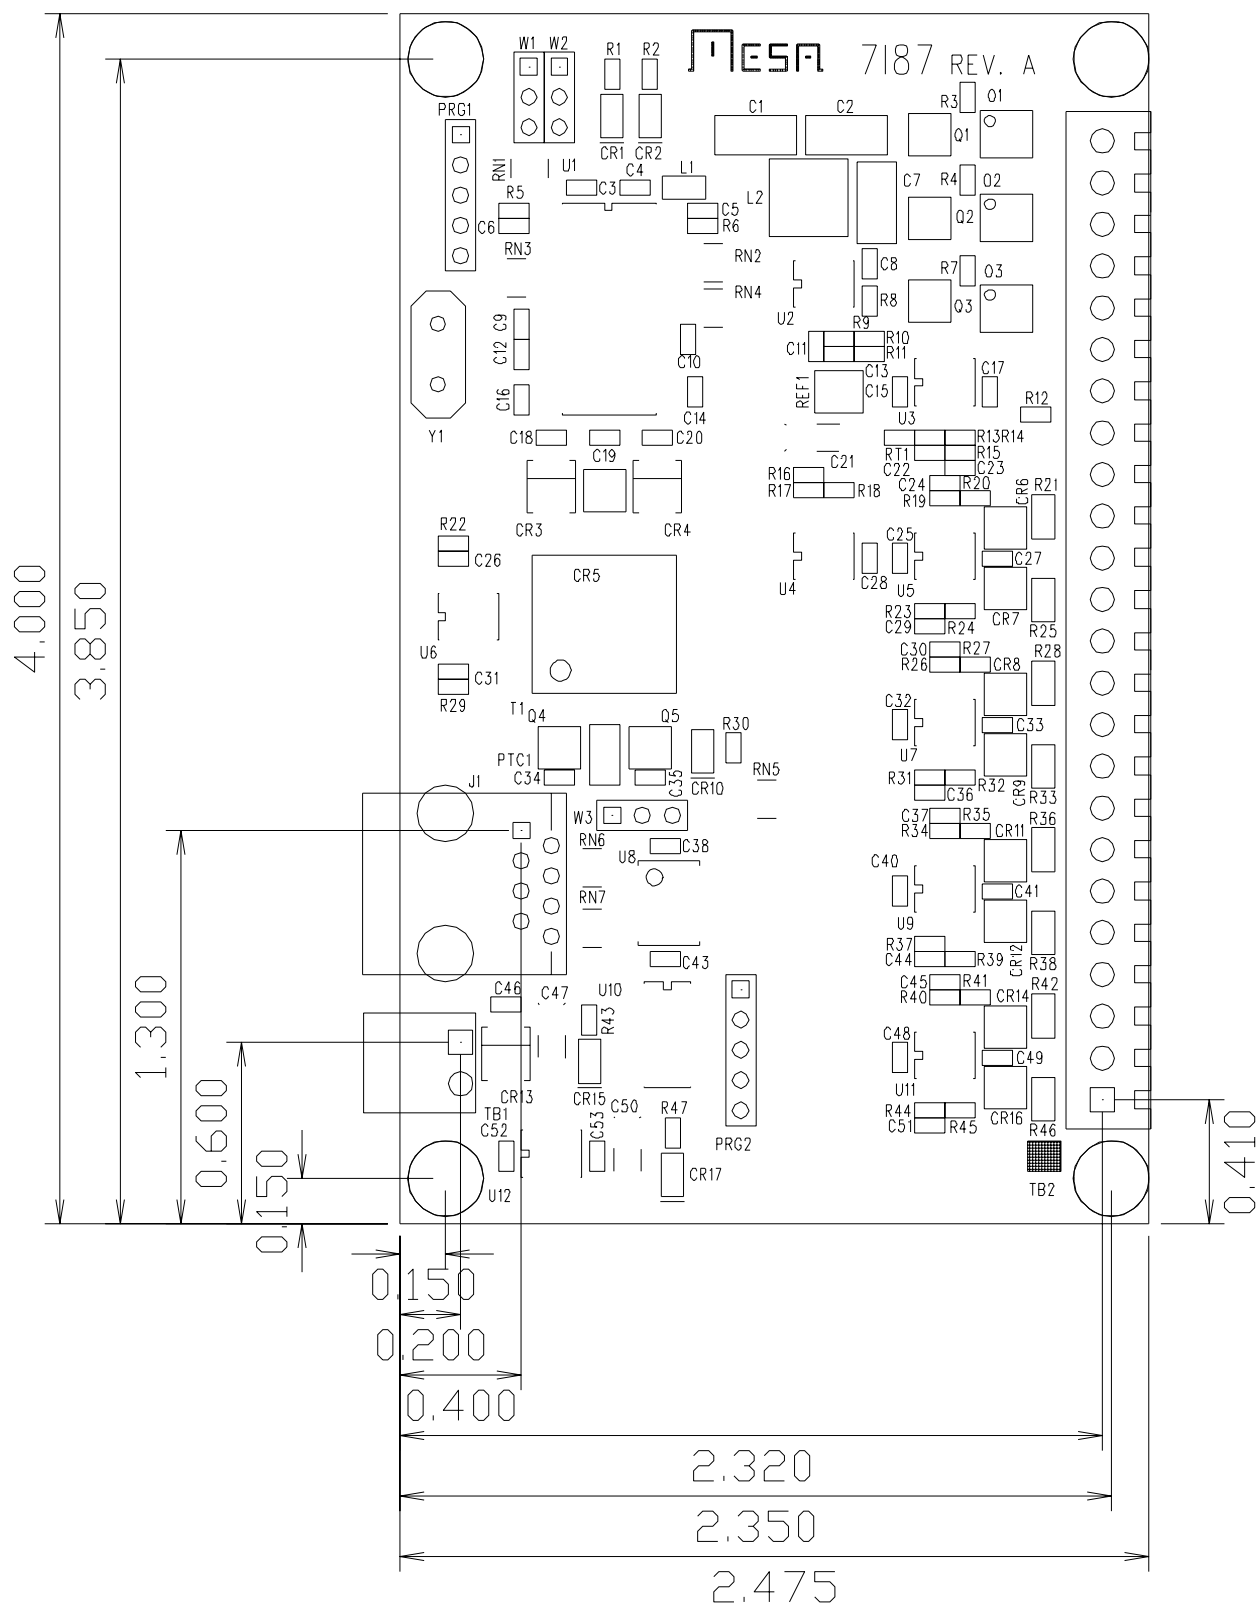 W1 W2 R1 R2 MESA 7I87 REV. A
PRG1 C1 C2 R3 O1
Q1
RN1 CR1 CR2
U1 C4 L1
C3 C7 R4 O2
R5 L2
C5
C6 R6 Q2
RN3 RN2
C8 R7 O3
RN4 R8
U2 Q3
C9 R9
R10
C12 C11 R11
C10
C13 C17
C16 REF1 C15
C14 U3 R12
Y1 C18 C20 R13 R14
C19 RT1 R15
C21 C22 C23
R16 C24 R20
R17 R18 R19 CR6 R21
CR3 CR4
R22 C25
C26 C28 C27
CR5 U4 U5
R23 CR7 R25
C29 R24
U6 C30 R27 R28
C31 R26 CR8
R29
T1 Q4 Q5 R30 C32 C33
PTC1 U7
C34 C35 CR10 RN5 R31 R32 CR9 R33
J1 C36
W3 C37 R35 R36
R34 CR11
RN6 U8 C38
C40 C41
RN7 U9
R37
C43 C44 R39 CR12 R38
C46 C47 U10 C45 R41 R42
R43 R40 CR14
C48 C49
CR13 CR15 U11
TB1 C50 R47 R44 CR16 R46
C52 C53 PRG2 C51 R45
CR17
U12 TB2
4.000
3.850
1.300
0.600
0.150
0.410
0.150
0.200
0.400
2.320
2.350
2.475